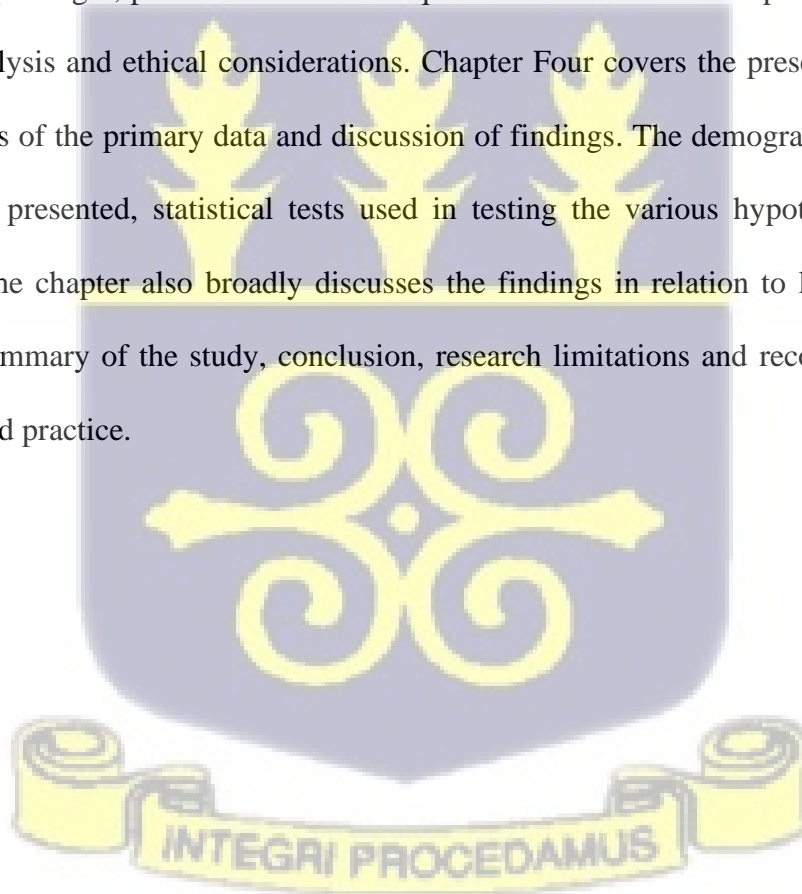 lysis and ethical considerations. Chapter Four covers the pres
s of the primary data and discussion of findings. The demogra
presented, statistical tests used in testing the various hypot
he chapter also broadly discusses the findings in relation to
mmary of the study, conclusion, research limitations and reco
d practice.
INTEGRI PROCEDAMUS